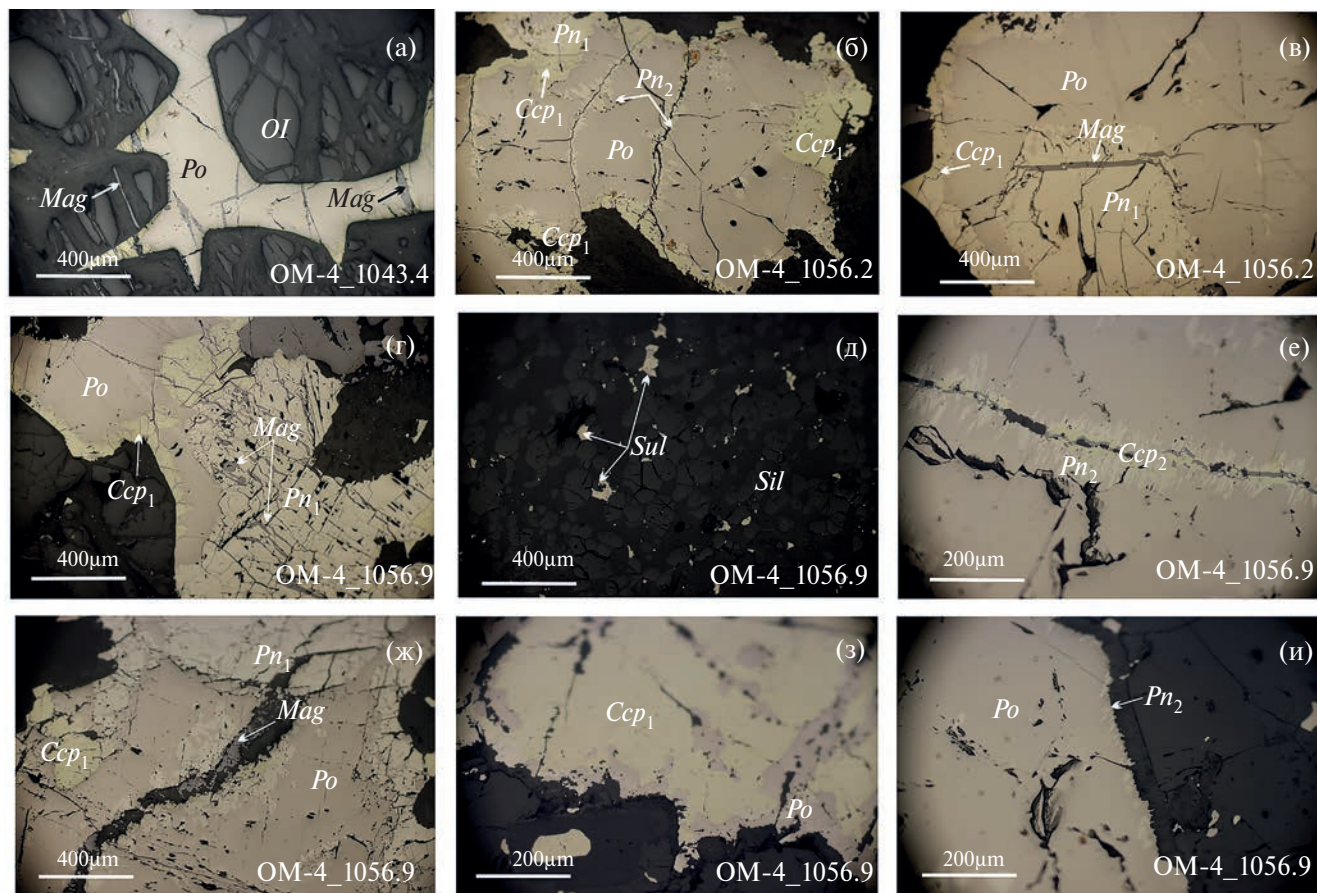 (а)
Ol
Po
Mag
Mag
400µm
OM-4_1043.4
(б)
Pn1
Pn2
Ccp1
Po
Ccp1
Ccp1
400µm
OM-4_1056.2
(в)
Po
Mag
Ccp1
Pn1
400µm
OM-4_1056.2
(г)
Po
Mag
Ccp1
Pn1
400µm
OM-4_1056.9
(д)
Sul
Sil
400µm
OM-4_1056.9
(е)
Ccp2
Pn2
200µm
OM-4_1056.9
(ж)
Pn1
Mag
Ccp1
Po
400µm
OM-4_1056.9
(з)
Ccp1
Po
200µm
OM-4_1056.9
(и)
Po
Pn2
200µm
OM-4_1056.9